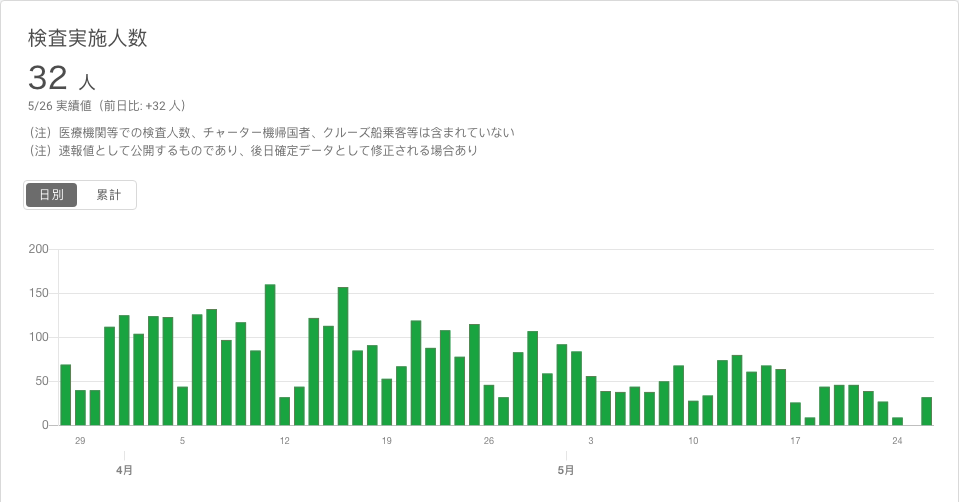 検査実施人数
32 人
5/26 実績値（前日比: +32 人）
（注）医療機関等での検査人数、チャーター機帰国者、クルーズ船乗客等は含まれていない
（注）速報値として公開するものであり、後日確定データとして修正される場合あり
日別 累計
200
150
100
50
0
29 5 12 19 26 3 10 17 24
4月 5月